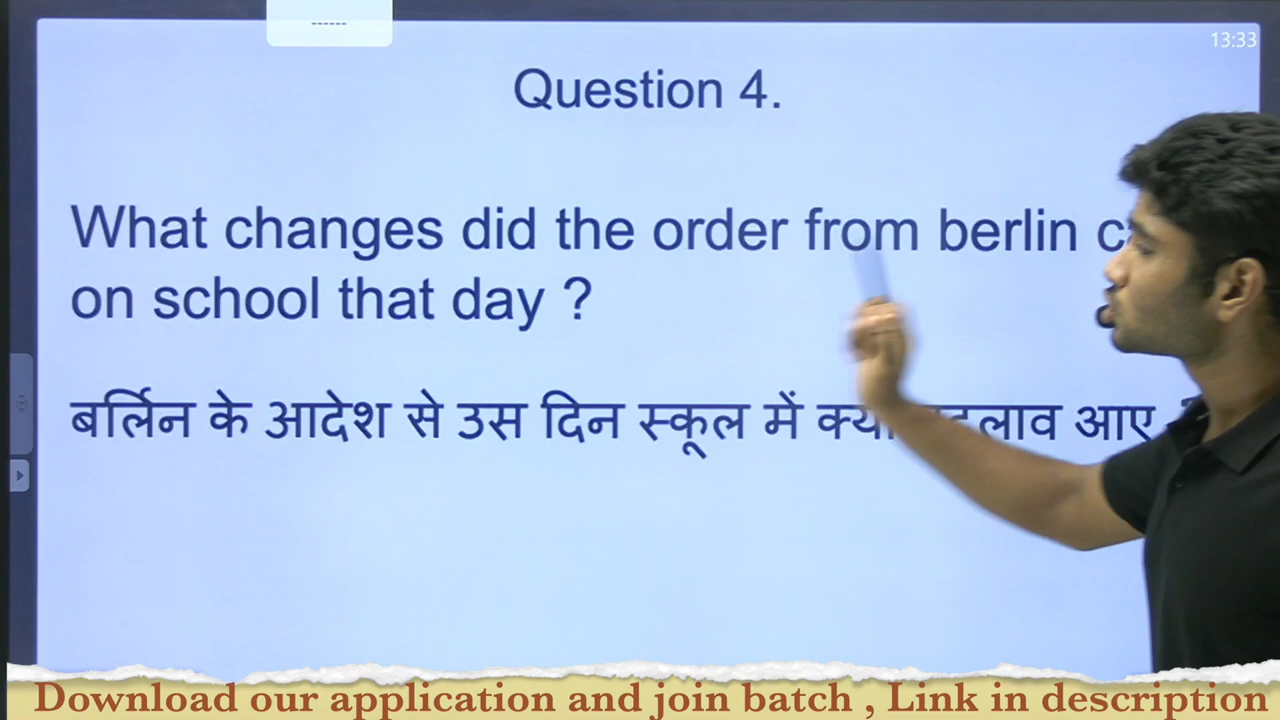 ------
13:33
Question 4.
What changes did the order from berlin
on school that day ?
बर्लिन के आदेश से उस दिन स्कूल में आए
Download our application and join batch , Link in description